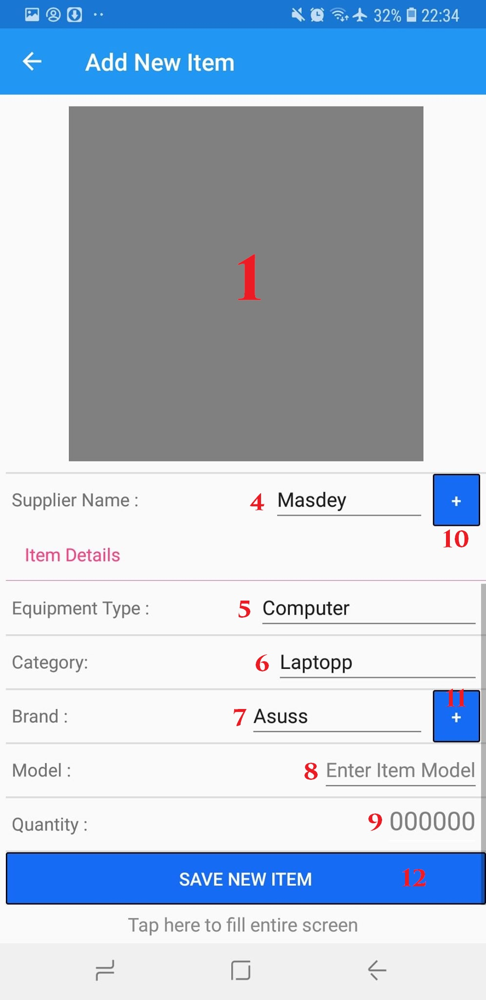 32% 22:34
Add New Item
1
Supplier Name : 4 Masdey +
10
Item Details
Equipment Type : 5 Computer
Category: 6 Laptopp
11
Brand : 7 Asuss +
Model : 8 Enter Item Model
Quantity : 9 000000
SAVE NEW ITEM 12
Tap here to fill entire screen